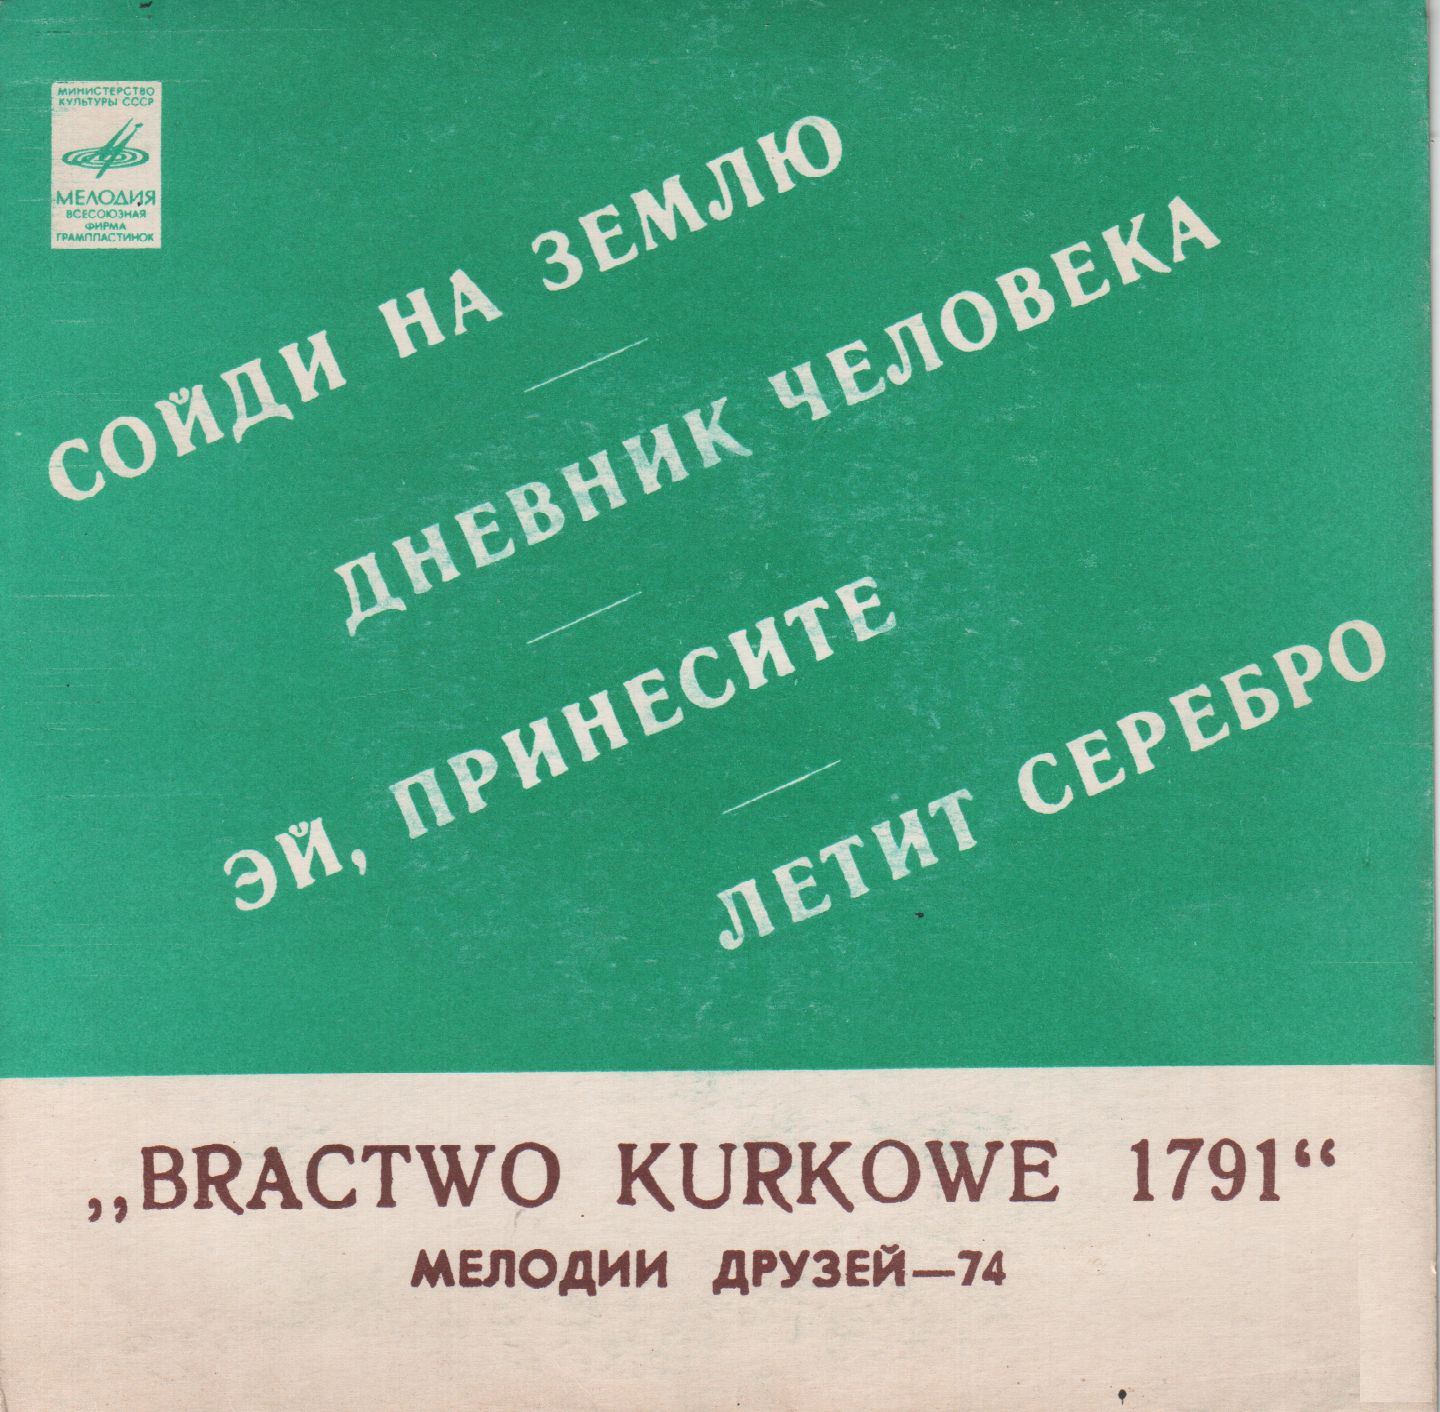 МИНИСТЕРСТВО
КУЛЬТУРЫ СССР
МЕЛОДИЯ
ВСЕСОЮЗНАЯ
ФИРМА
ГРАМПЛАСТИНОК
СОЙДИ НА ЗЕМЛЮ
ДНЕВНИК ЧЕЛОВЕКА
ЭЙ, ПРИНЕСИТЕ
ЛЕТИТ СЕРЕБРО
„BRACTWO KURKOWE 1791“
МЕЛОДИИ ДРУЗЕЙ—74